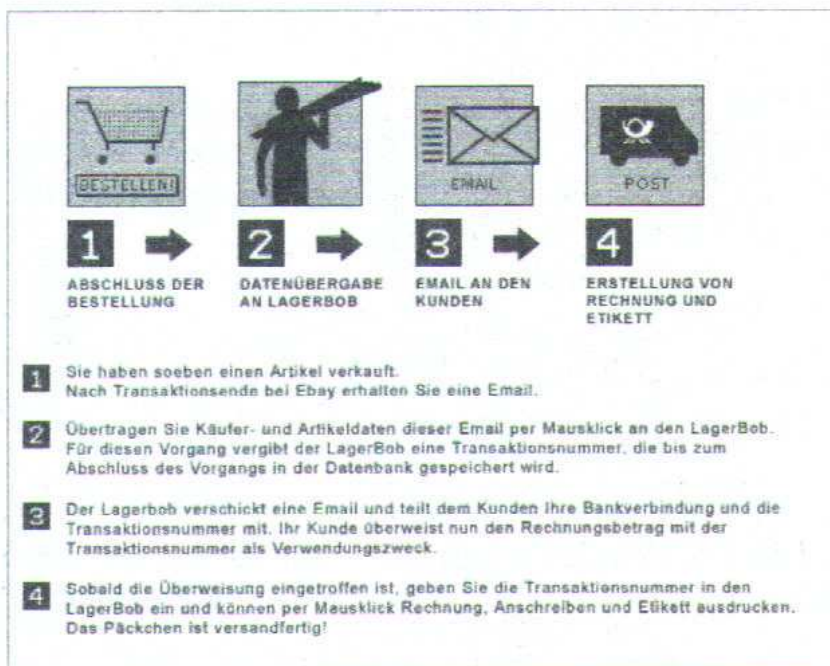 BESTELLEN!
EMAIL
POST
1
2
3
4
ABSCHLUSS DER
BESTELLUNG
DATENÜBERGABE
AN LAGERBOB
EMAIL AN DEN
KUNDEN
ERSTELLUNG VON
RECHNUNG UND
ETIKETT
1 Sie haben soeben einen Artikel verkauft.
Nach Transaktionsende bei Ebay erhalten Sie eine Email.
2 Übertragen Sie Käufer- und Artikeldaten dieser Email per Mausklick an den LagerBob.
Für diesen Vorgang vergibt der LagerBob eine Transaktionsnummer, die bis zum
Abschluss des Vorgangs in der Datenbank gespeichert wird.
3 Der Lagerbob verschickt eine Email und teilt dem Kunden Ihre Bankverbindung und die
Transaktionsnummer mit. Ihr Kunde überweist nun den Rechnungsbetrag mit der
Transaktionsnummer als Verwendungszweck.
4 Sobald die Überweisung eingetroffen ist, geben Sie die Transaktionsnummer in den
LagerBob ein und können per Mausklick Rechnung, Anschreiben und Etikett ausdrucken.
Das Päckchen ist versandfertig!